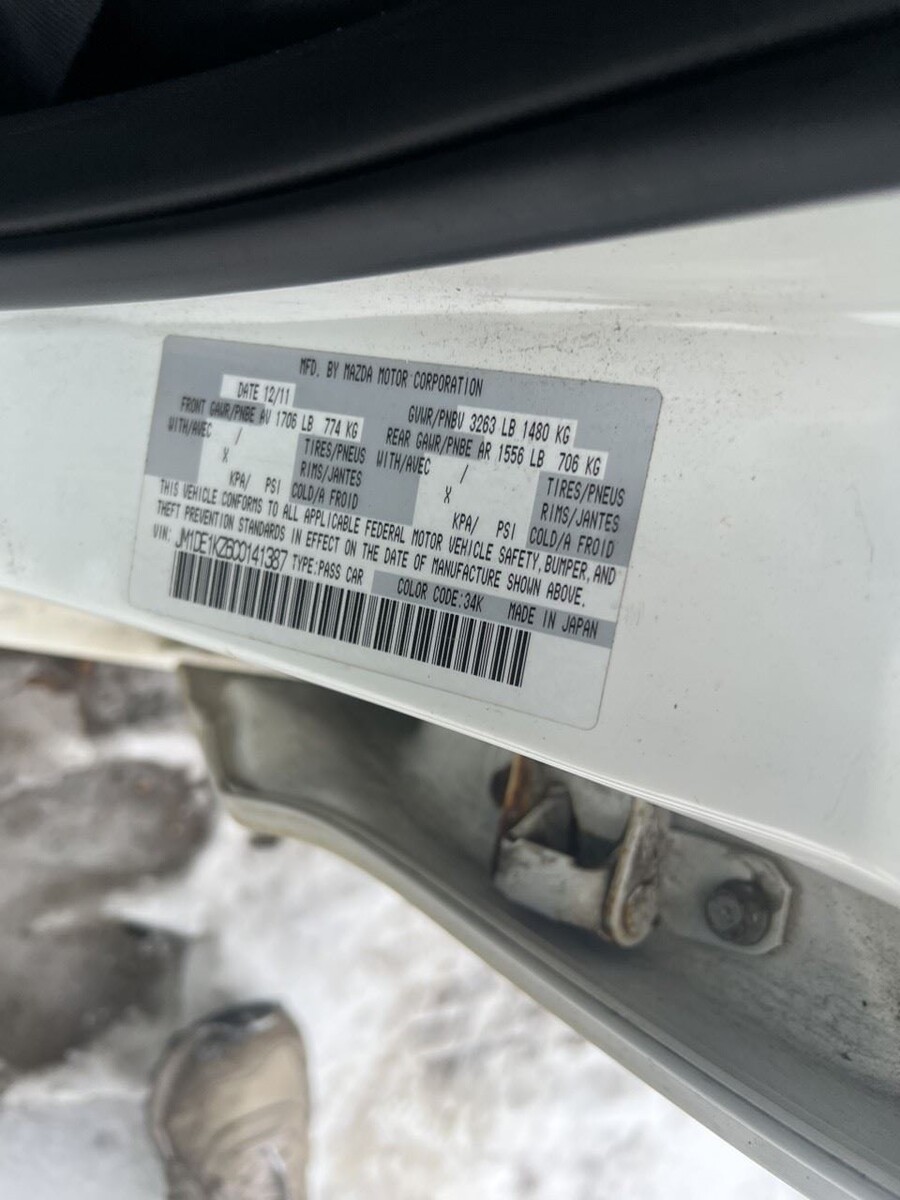 MFD. BY MAZDA MOTOR CORPORATION
DATE 12/11 GVWR/PNBV 3263 LB 1480 KG
FRONT GAWR/PNBE AV 1706 LB 774 KG REAR GAWR/PNBE AR 1556 LB 706 KG
WITH/AVEC / TIRES/PNEUS WITH/AVEC / TIRES/PNEUS
X RIMS/JANTES X RIMS/JANTES
KPA/ PSI COLD/A FROID KPA/ PSI COLD/A FROID
THIS VEHICLE CONFORMS TO ALL APPLICABLE FEDERAL MOTOR VEHICLE SAFETY, BUMPER, AND
THEFT PREVENTION STANDARDS IN EFFECT ON THE DATE OF MANUFACTURE SHOWN ABOVE.
VIN: JM1DE1KZ6C0141387 TYPE:PASS CAR
COLOR CODE:34K MADE IN JAPAN